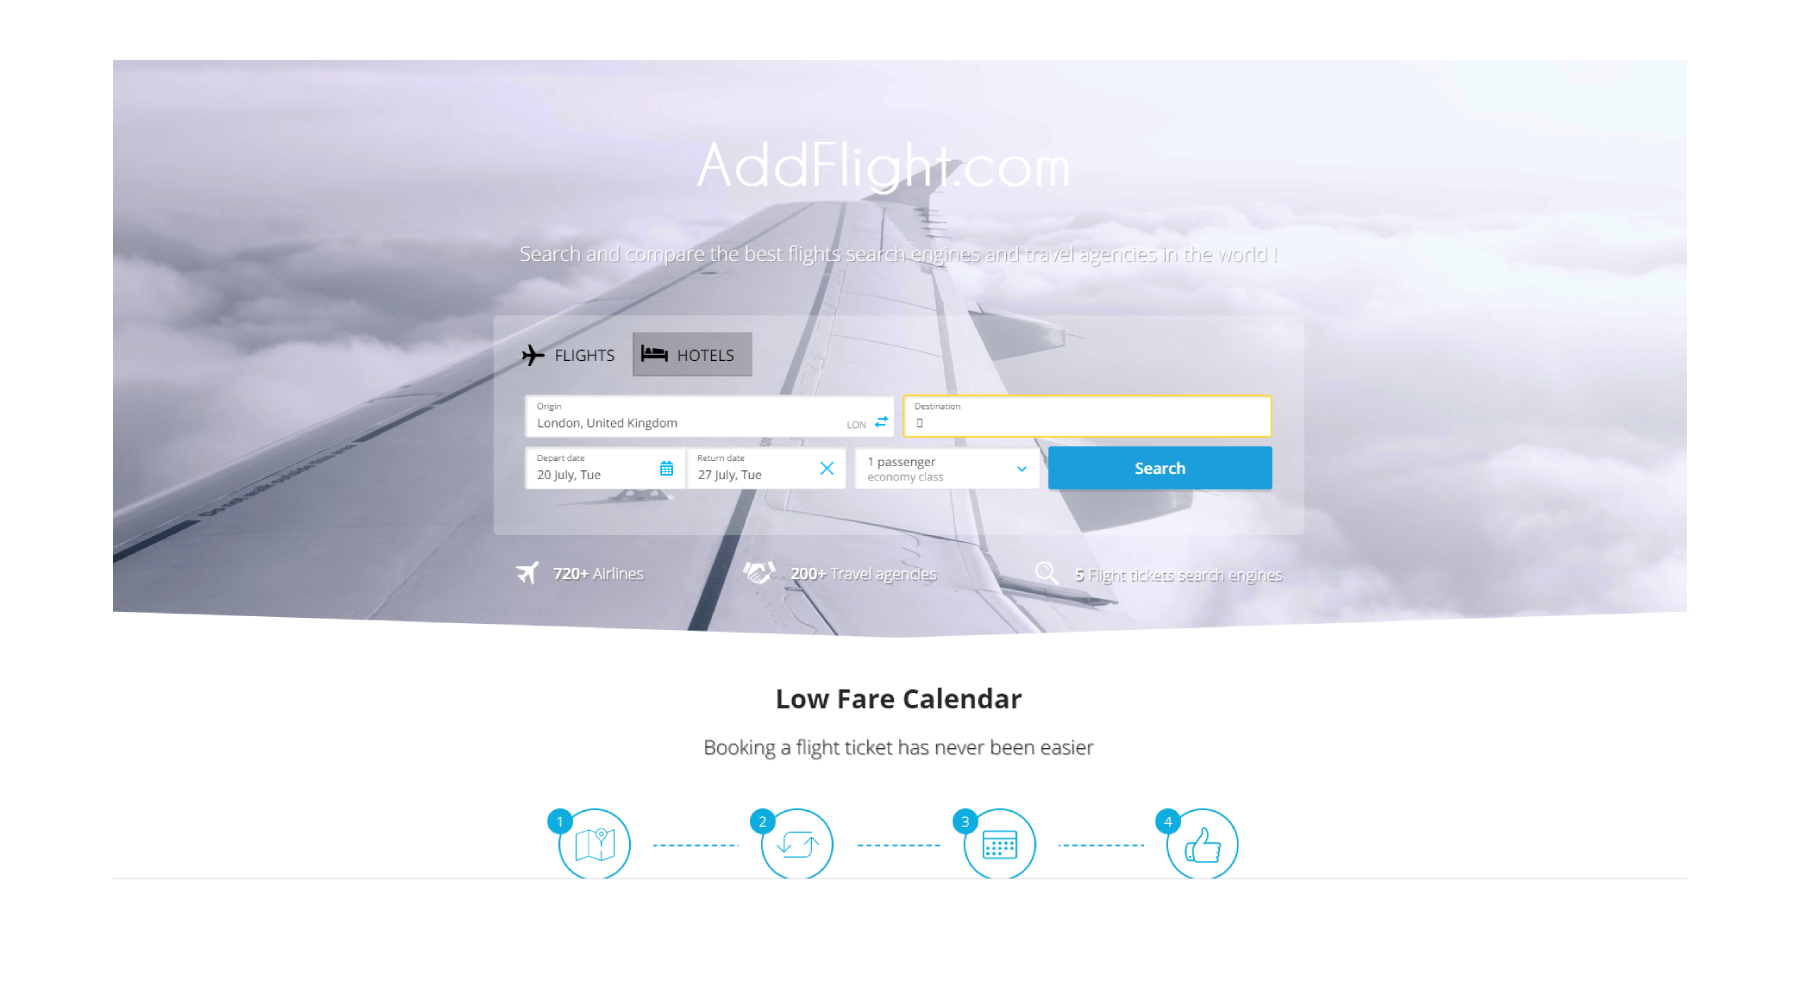 AddFlight.com
Search and compare the best flights search engines and travel agencies in the world !
FLIGHTS
HOTELS
Origin
London, United Kingdom
LON
Destination
Depart date
20 July, Tue
Return date
27 July, Tue
1 passenger
economy class
Search
720+ Airlines
200+ Travel agencies
5 Flight tickets search engines
Low Fare Calendar
Booking a flight ticket has never been easier
1
2
3
4